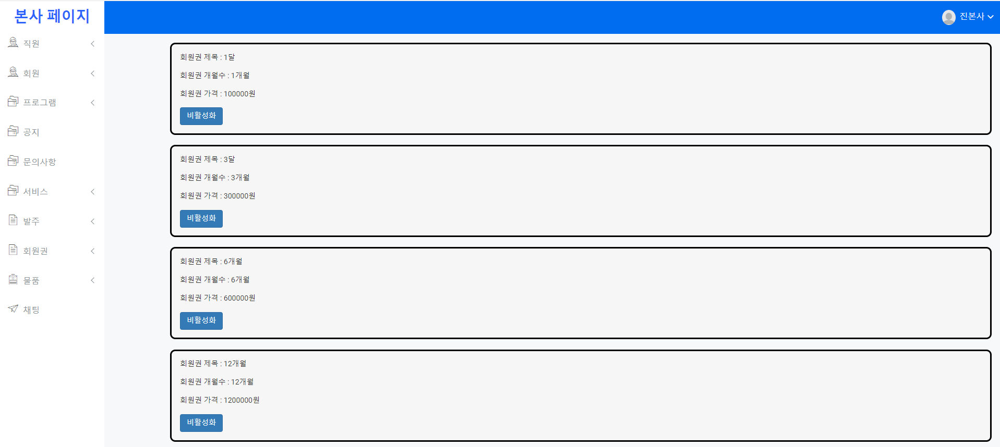 본사 페이지
진본사
직원
회원
프로그램
공지
문의사항
서비스
발주
회원권
물품
채팅
회원권 제목 : 1달
회원권 개월수 : 1개월
회원권 가격 : 100000원
비활성화
회원권 제목 : 3달
회원권 개월수 : 3개월
회원권 가격 : 300000원
비활성화
회원권 제목 : 6개월
회원권 개월수 : 6개월
회원권 가격 : 600000원
비활성화
회원권 제목 : 12개월
회원권 개월수 : 12개월
회원권 가격 : 1200000원
비활성화